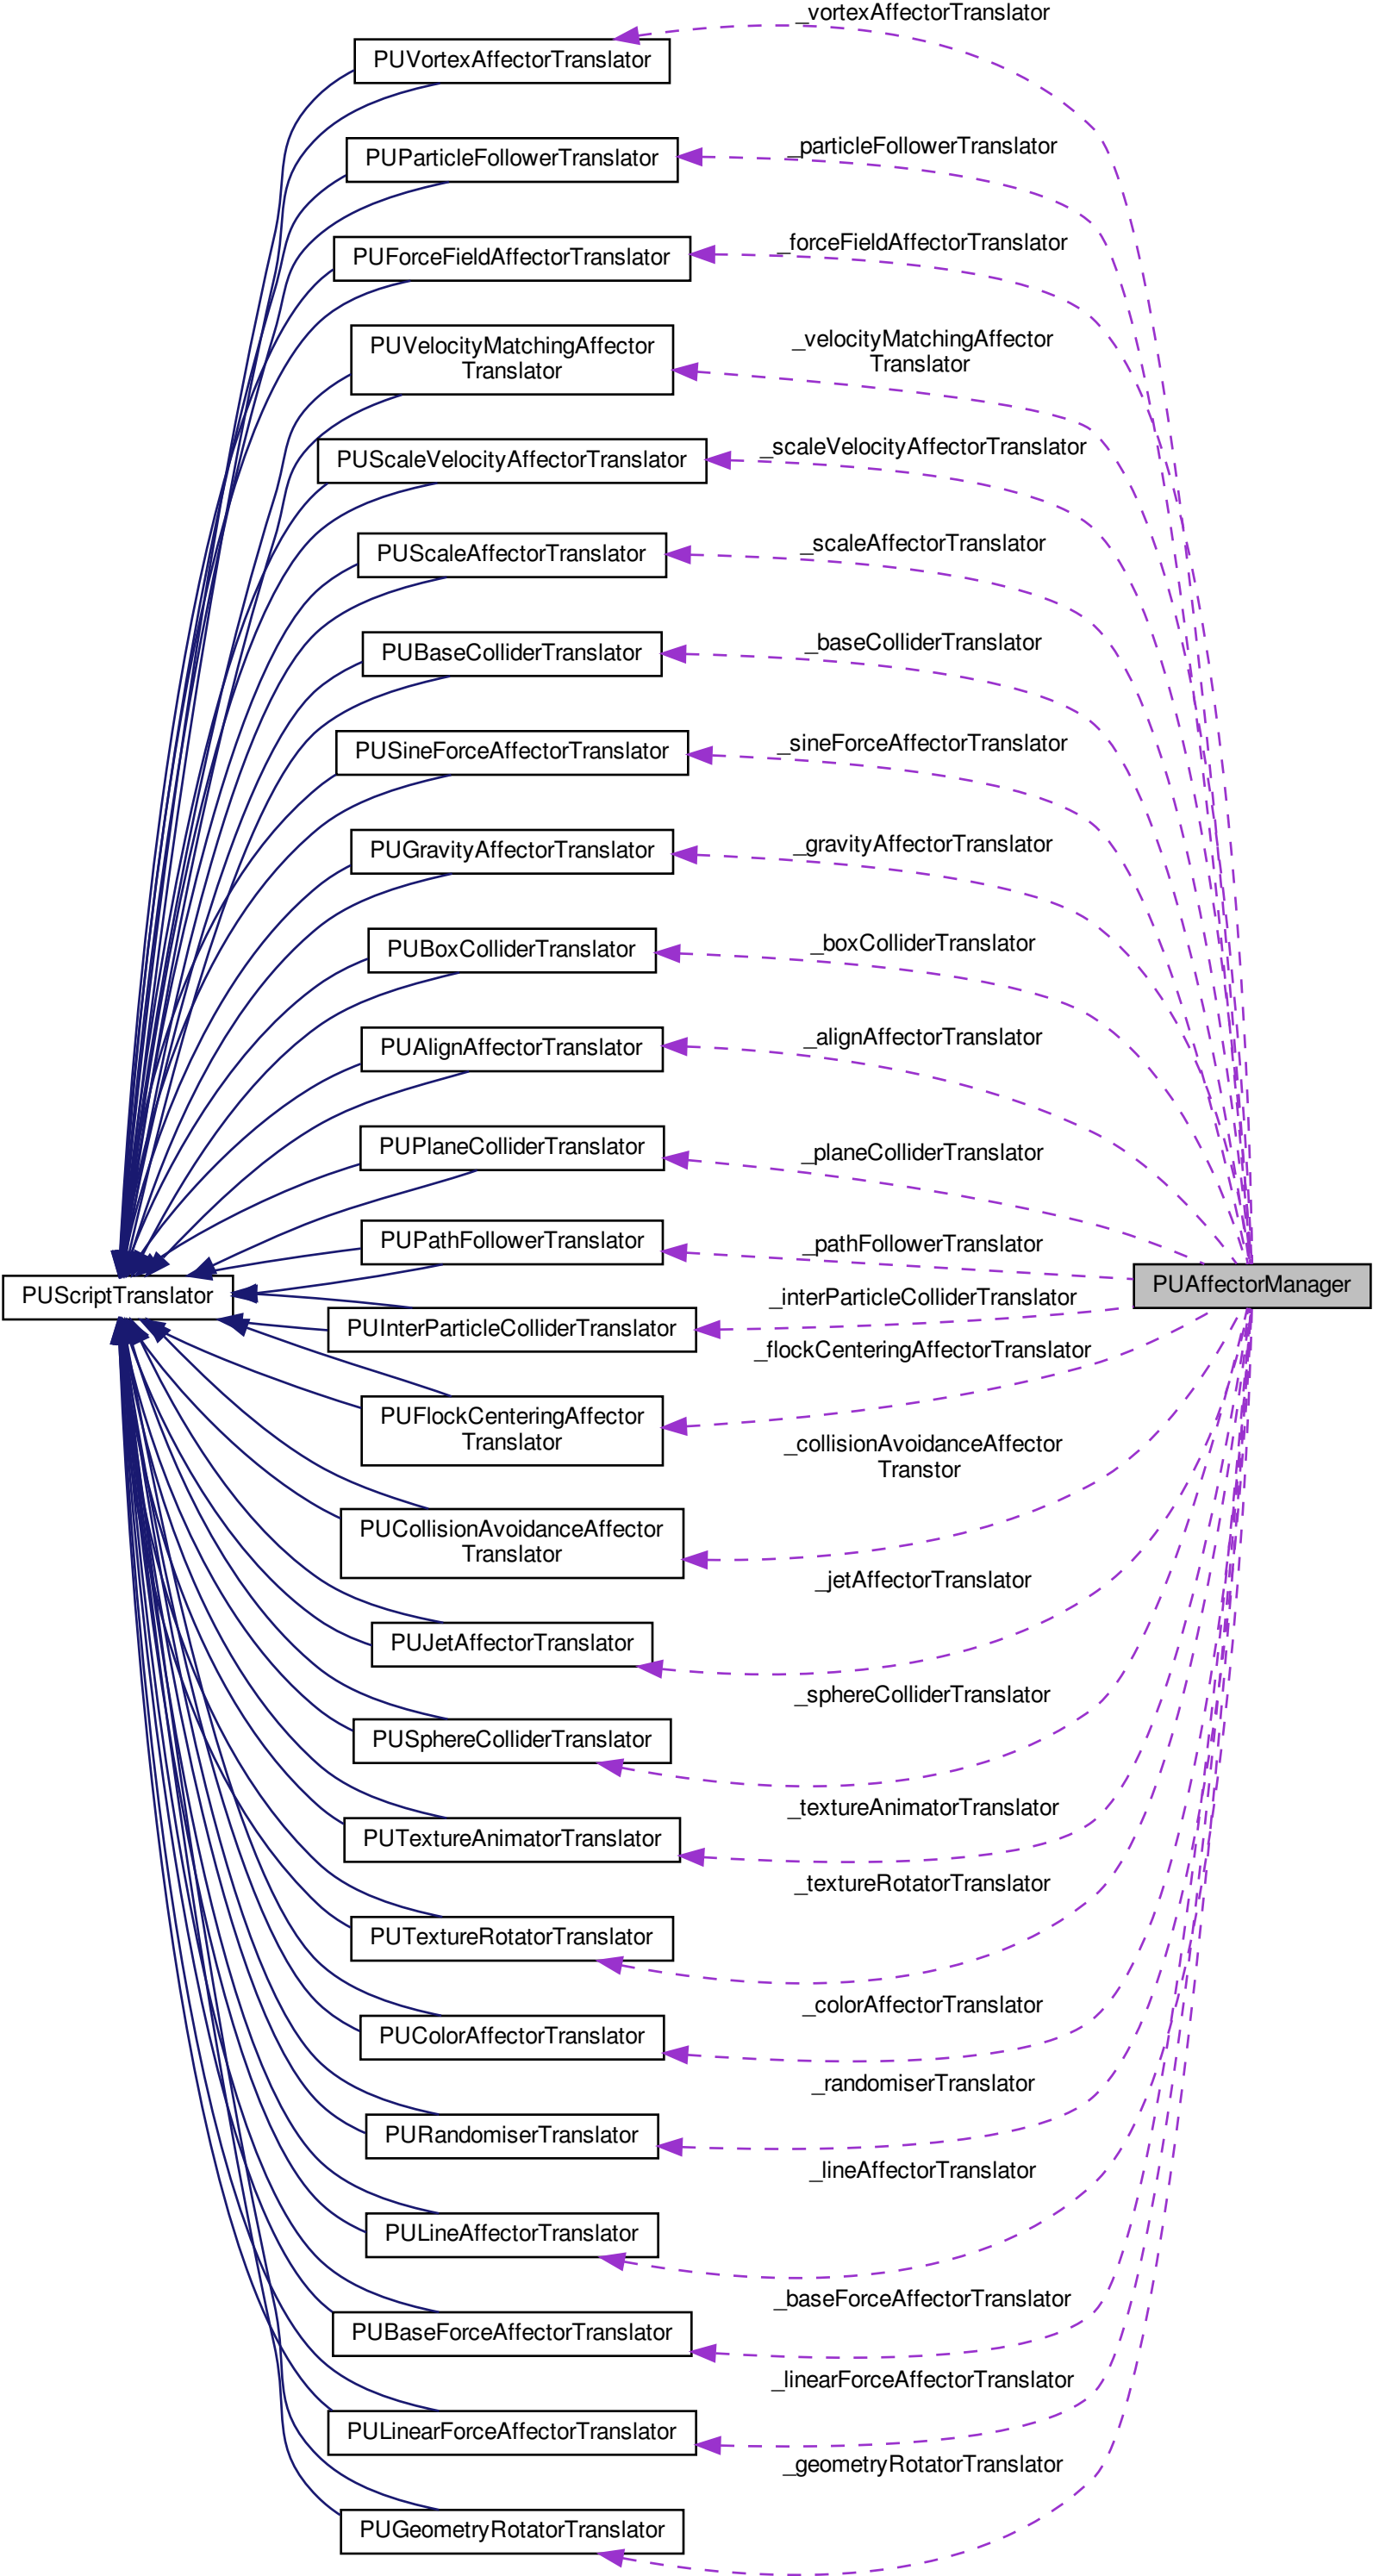 _vortexAffectorTranslator
PUVortexAffectorTranslator
_particleFollowerTranslator
PUParticleFollowerTranslator
_forceFieldAffectorTranslator
PUForceFieldAffectorTranslator
_velocityMatchingAffector
Translator
PUVelocityMatchingAffector
Translator
_scaleVelocityAffectorTranslator
PUScaleVelocityAffectorTranslator
_scaleAffectorTranslator
PUScaleAffectorTranslator
_baseColliderTranslator
PUBaseColliderTranslator
_sineForceAffectorTranslator
PUSineForceAffectorTranslator
_gravityAffectorTranslator
PUGravityAffectorTranslator
_boxColliderTranslator
PUBoxColliderTranslator
_alignAffectorTranslator
PUAlignAffectorTranslator
_planeColliderTranslator
PUPlaneColliderTranslator
_pathFollowerTranslator
PUPathFollowerTranslator
PUAffectorManager
PUScriptTranslator
_interParticleColliderTranslator
PUInterParticleColliderTranslator
_flockCenteringAffectorTranslator
PUFlockCenteringAffector
Translator
_collisionAvoidanceAffector
Transtor
PUCollisionAvoidanceAffector
Translator
_jetAffectorTranslator
PUJetAffectorTranslator
_sphereColliderTranslator
PUSphereColliderTranslator
_textureAnimatorTranslator
PUTextureAnimatorTranslator
_textureRotatorTranslator
PUTextureRotatorTranslator
_colorAffectorTranslator
PUColorAffectorTranslator
_randomiserTranslator
PURandomiserTranslator
_lineAffectorTranslator
PULineAffectorTranslator
_baseForceAffectorTranslator
PUBaseForceAffectorTranslator
_linearForceAffectorTranslator
PULinearForceAffectorTranslator
_geometryRotatorTranslator
PUGeometryRotatorTranslator